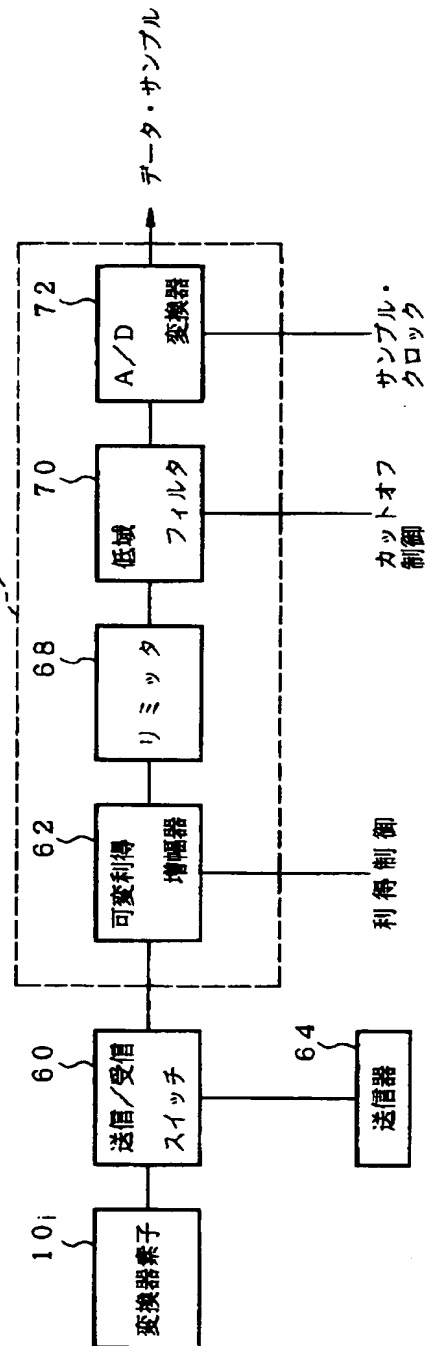 10i
変換器素子
60
送信/受信
スイッチ
64
送信器
62
可変利得
増幅器
利得制御
68
リミッタ
70
低域
フィルタ
カットオフ
制御
72
A/D
変換器
サンプル・
クロック
データ・サンプル